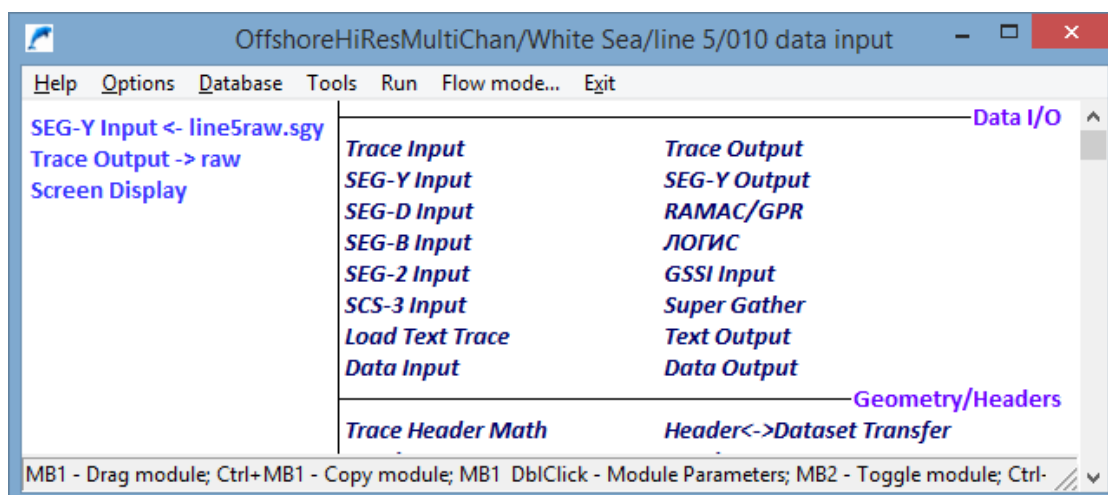 OffshoreHiResMultiChan/White Sea/line 5/010 data input
Help Options Database Tools Run Flow mode... Exit
SEG-Y Input <- line5raw.sgy
Trace Output -> raw
Screen Display
Data I/O
Trace Input Trace Output
SEG-Y Input SEG-Y Output
SEG-D Input RAMAC/GPR
SEG-B Input ЛОГИС
SEG-2 Input GSSI Input
SCS-3 Input Super Gather
Load Text Trace Text Output
Data Input Data Output
Geometry/Headers
Trace Header Math Header<->Dataset Transfer
MB1 - Drag module; Ctrl+MB1 - Copy module; MB1 DblClick - Module Parameters; MB2 - Toggle module; Ctrl-